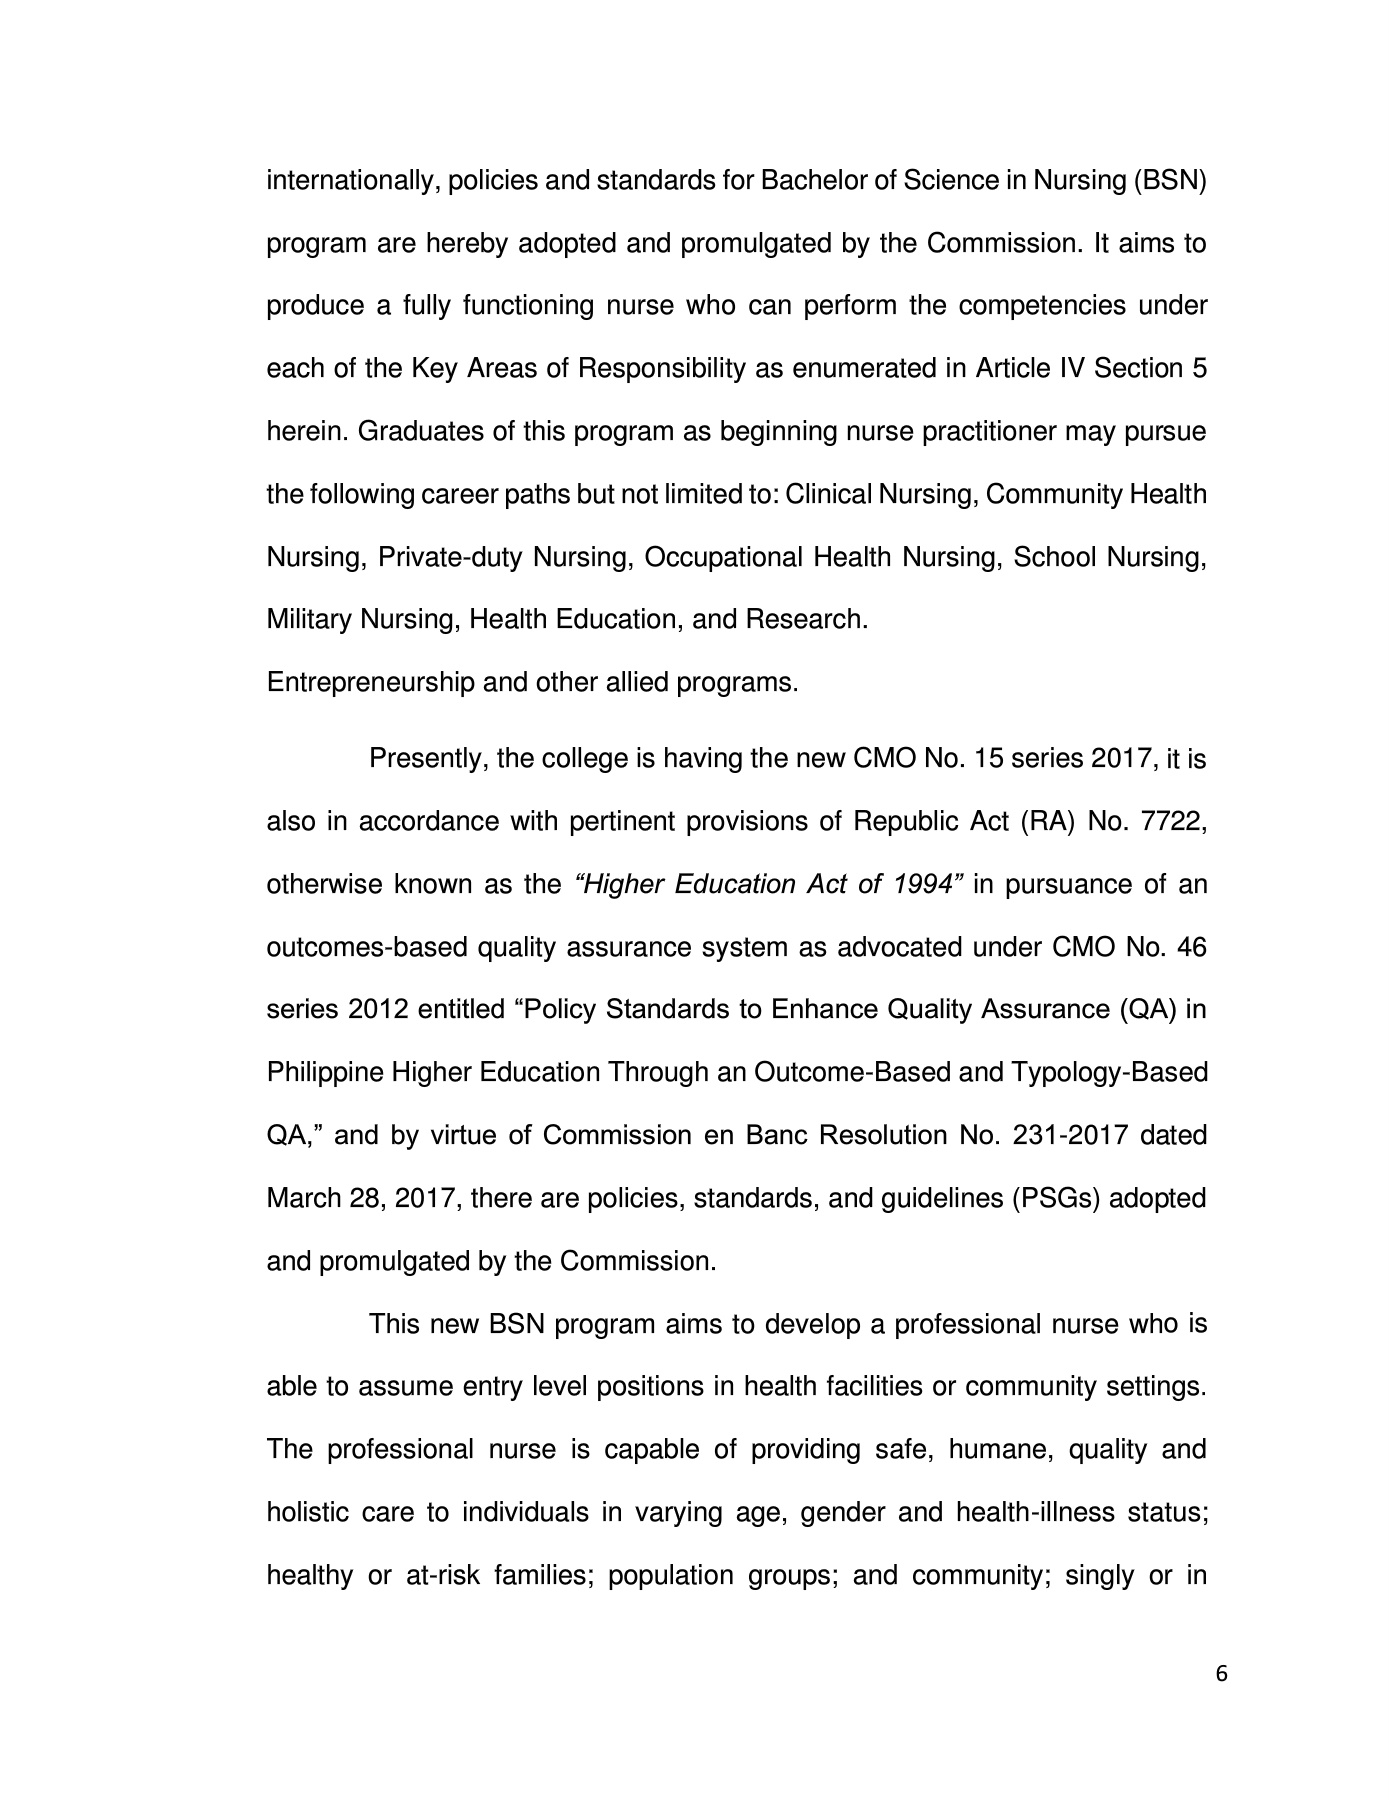 internationally, policies and standards for Bachelor of Science in Nursing (BSN)
program are hereby adopted and promulgated by the Commission. It aims to
produce a fully functioning nurse who can perform the competencies under
each of the Key Areas of Responsibility as enumerated in Article IV Section 5
herein. Graduates of this program as beginning nurse practitioner may pursue
the following career paths but not limited to: Clinical Nursing, Community Health
Nursing, Private-duty Nursing, Occupational Health Nursing, School Nursing,
Military Nursing, Health Education, and Research.
Entrepreneurship and other allied programs.
Presently, the college is having the new CMO No. 15 series 2017, it is
also in accordance with pertinent provisions of Republic Act (RA) No. 7722,
otherwise known as the “Higher Education Act of 1994” in pursuance of an
outcomes-based quality assurance system as advocated under CMO No. 46
series 2012 entitled “Policy Standards to Enhance Quality Assurance (QA) in
Philippine Higher Education Through an Outcome-Based and Typology-Based
QA,” and by virtue of Commission en Banc Resolution No. 231-2017 dated
March 28, 2017, there are policies, standards, and guidelines (PSGs) adopted
and promulgated by the Commission.
This new BSN program aims to develop a professional nurse who is
able to assume entry level positions in health facilities or community settings.
The professional nurse is capable of providing safe, humane, quality and
holistic care to individuals in varying age, gender and health-illness status;
healthy or at-risk families; population groups; and community; singly or in
6